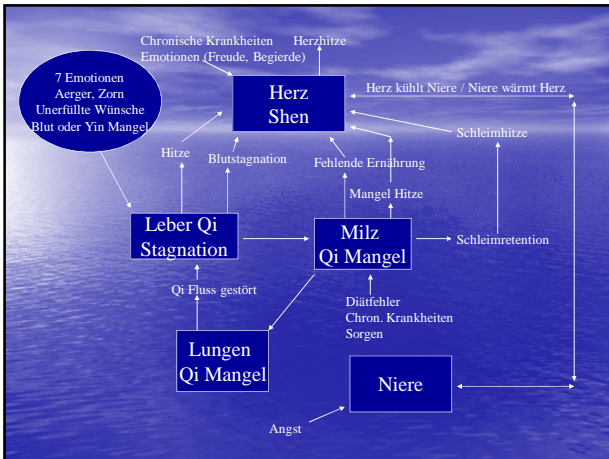 Chronische Krankheiten
Emotionen (Freude, Begierde)
Herzhitze
7 Emotionen
Aerger, Zorn
Unerfüllte Wünsche
Blut oder Yin Mangel
Herz
Shen
Herz kühlt Niere / Niere wärmt Herz
Schleimhitze
Hitze
Blutstagnation
Fehlende Ernährung
Mangel Hitze
Leber Qi
Stagnation
Milz
Qi Mangel
Schleimretention
Qi Fluss gestört
Diätfehler
Chron. Krankheiten
Sorgen
Lungen
Qi Mangel
Niere
Angst